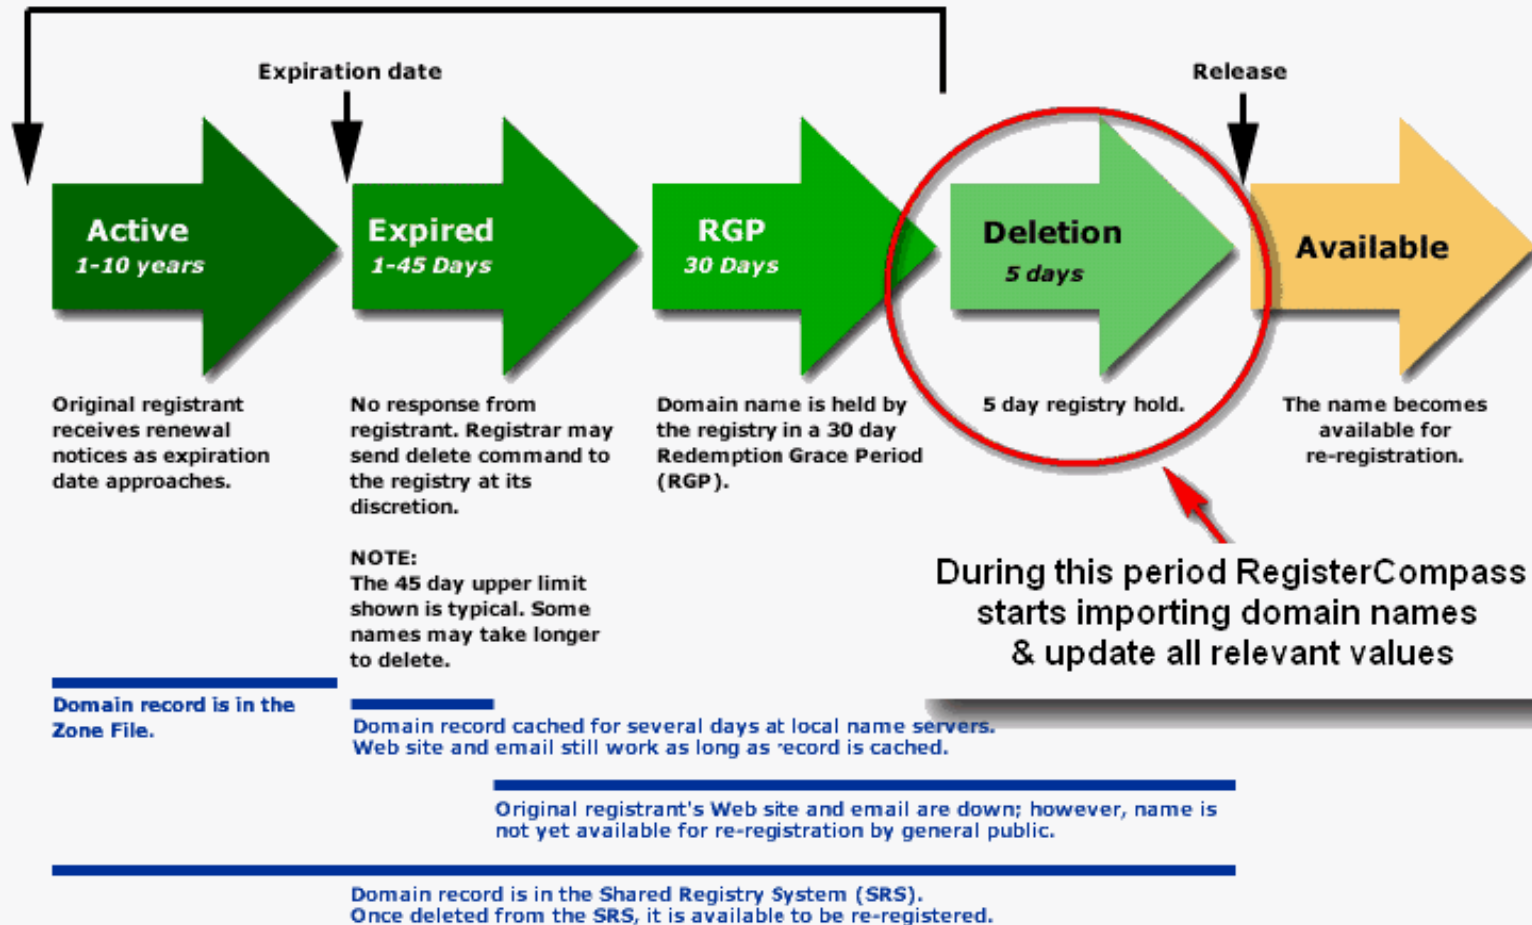 Expiration date
Release
Active
1-10 years
Expired
1-45 Days
RGP
30 Days
Deletion
5 days
Available
Original registrant
receives renewal
notices as expiration
date approaches.
No response from
registrant. Registrar may
send delete command to
the registry at its
discretion.
NOTE:
The 45 day upper limit
shown is typical. Some
names may take longer
to delete.
Domain name is held by
the registry in a 30 day
Redemption Grace Period
(RGP).
5 day registry hold.
The name becomes
available for
re-registration.
During this period RegisterCompass
starts importing domain names
& update all relevant values
Domain record is in the
Zone File.
Domain record cached for several days at local name servers.
Web site and email still work as long as record is cached.
Original registrant's Web site and email are down; however, name is
not yet available for re-registration by general public.
Domain record is in the Shared Registry System (SRS).
Once deleted from the SRS, it is available to be re-registered.